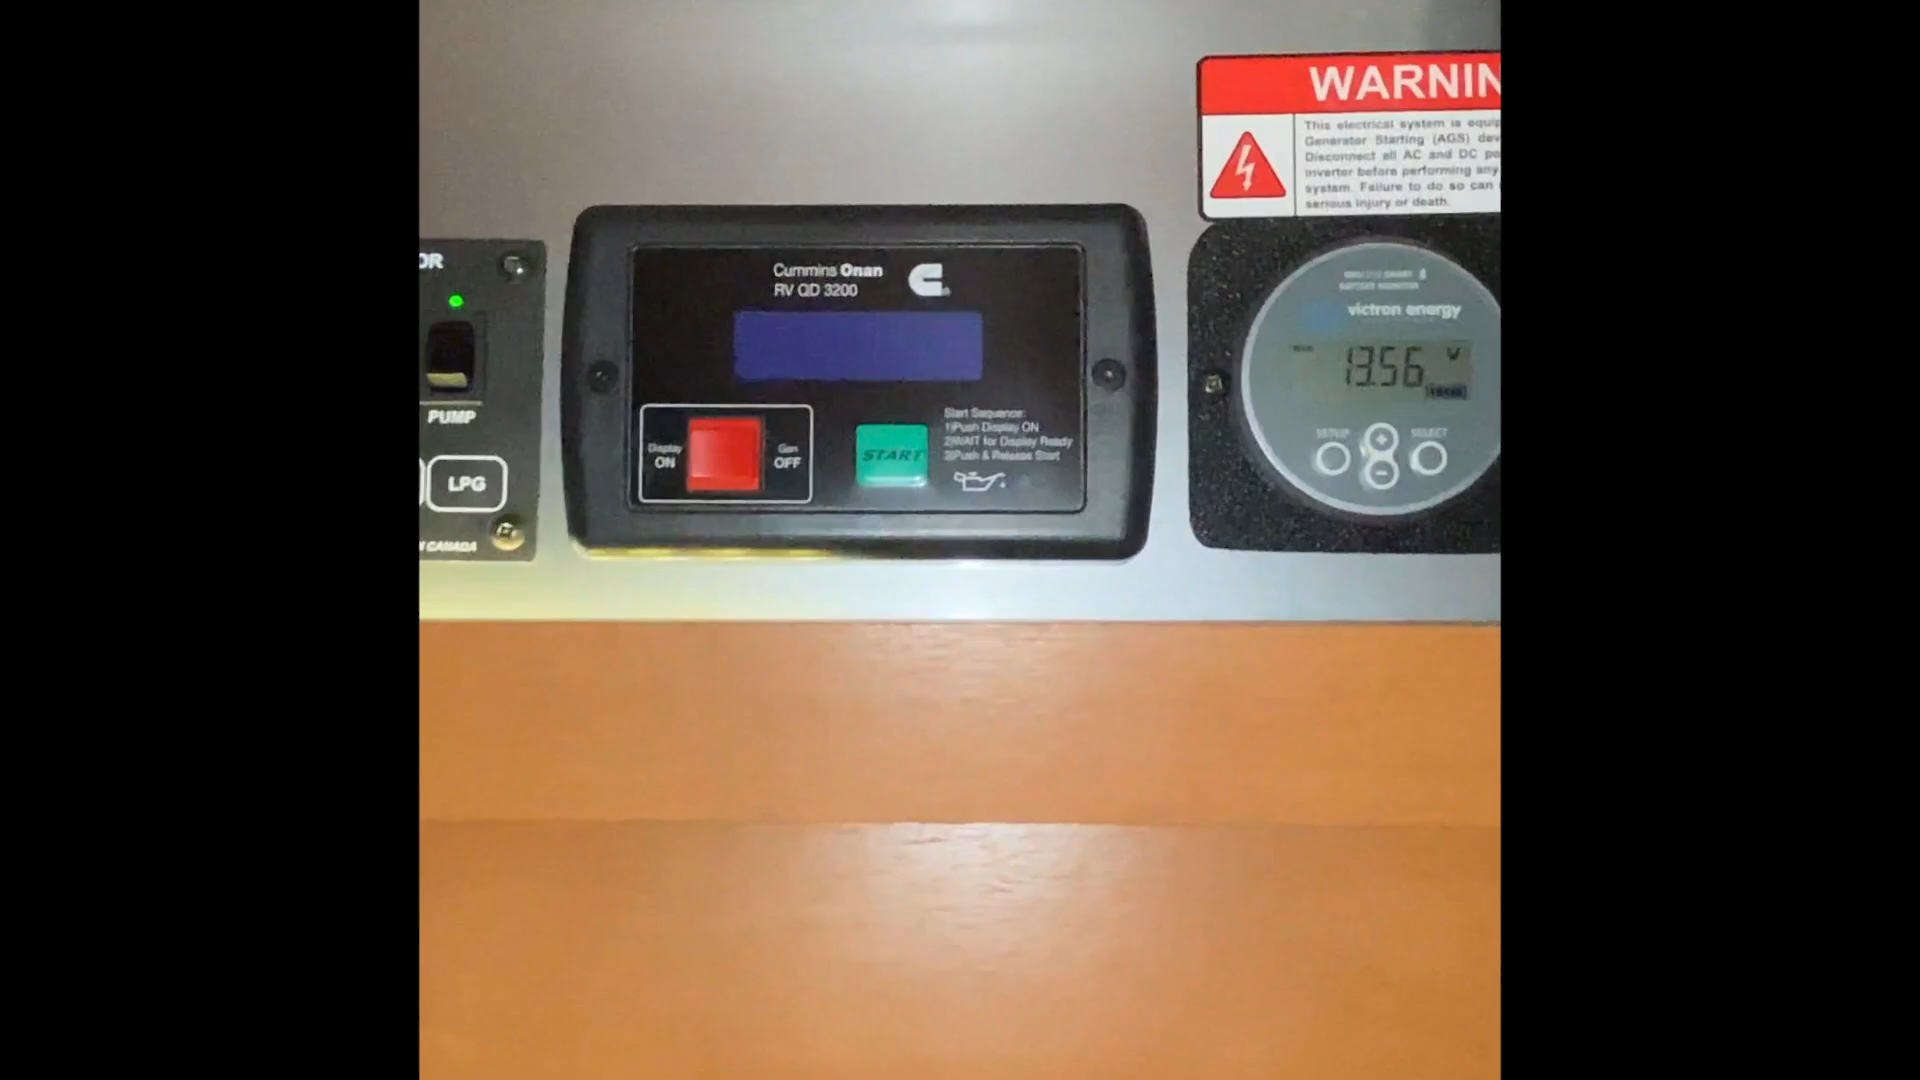 OR
PUMP
LPG
N CANADA
Cummins Onan
RV QD 3200
Display
ON
Gen
OFF
START
Start Sequence:
1)Push Display ON
2)WAIT for Display Ready
3)Push & Release Start
WARNIN
This electrical system is equip
Generator Starting (AGS) dev
Disconnect all AC and DC po
inverter before performing any
system. Failure to do so can
serious injury or death.
BATTERY MONITOR
victron energy
MAIN
13.56 V
SETUP
+
SELECT
-